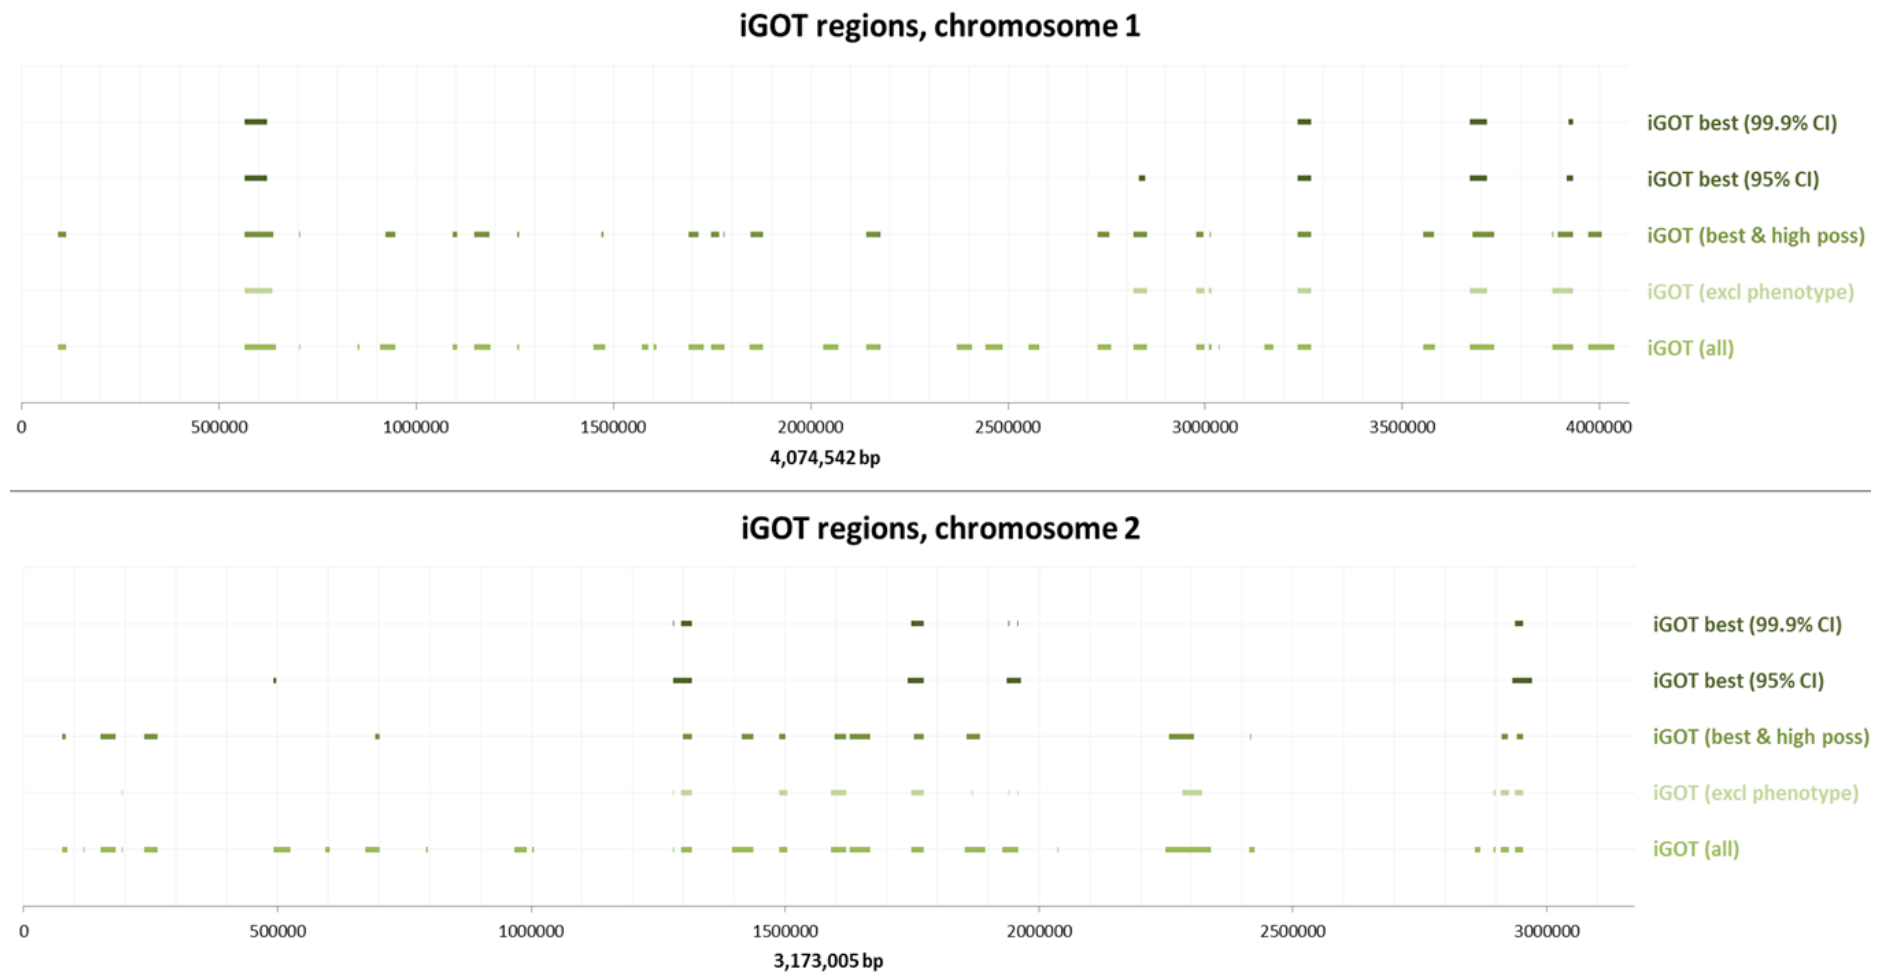 iGOT regions, chromosome 1
iGOT best (99.9% CI)
iGOT best (95% CI)
iGOT (best & high poss)
iGOT (excl phenotype)
iGOT (all)
0 500000 1000000 1500000 2000000 2500000 3000000 3500000 4000000
4,074,542 bp
iGOT regions, chromosome 2
iGOT best (99.9% CI)
iGOT best (95% CI)
iGOT (best & high poss)
iGOT (excl phenotype)
iGOT (all)
0 500000 1000000 1500000 2000000 2500000 3000000
3,173,005 bp